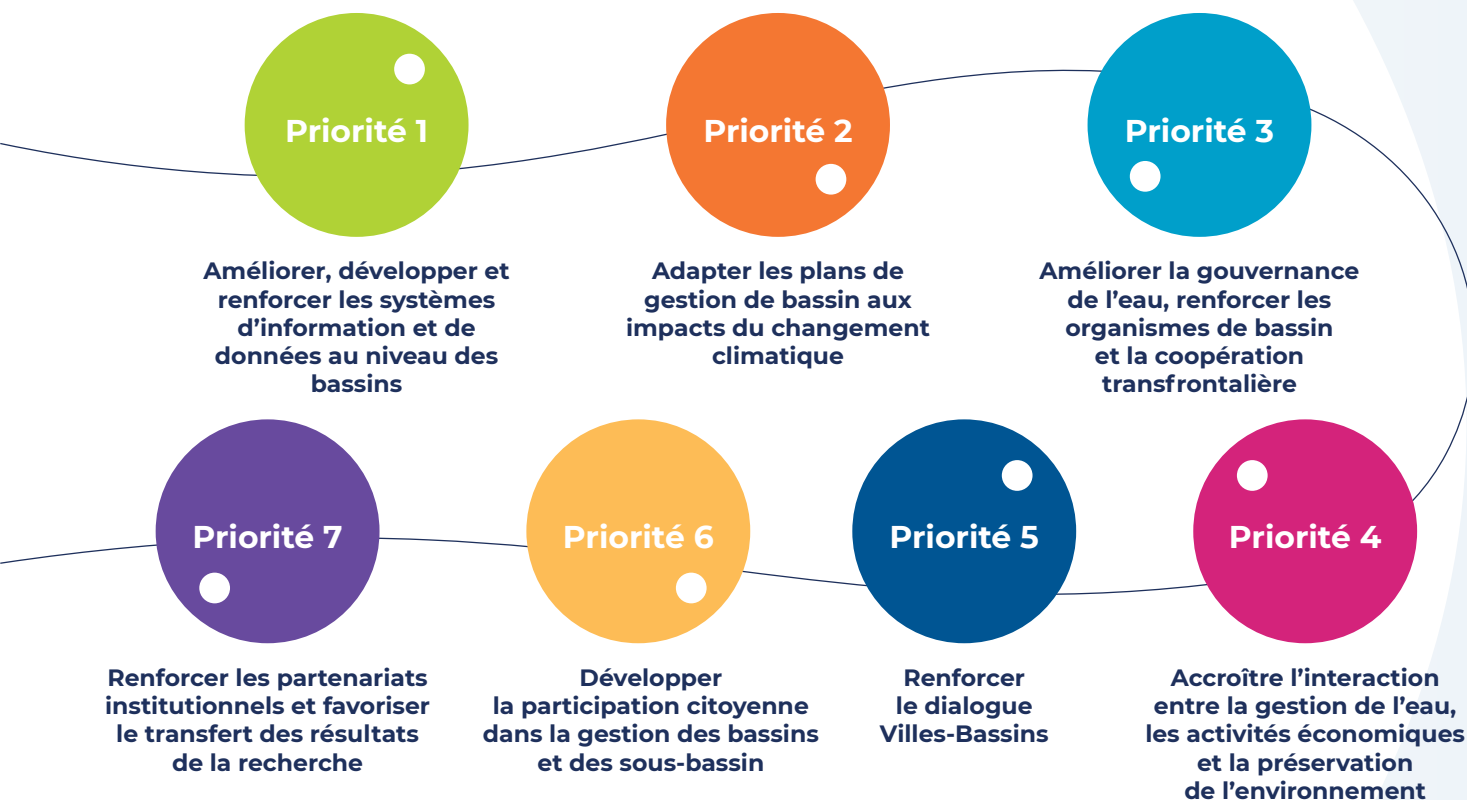 Priorité 1
Améliorer, développer et
renforcer les systèmes
d’information et de
données au niveau des
bassins
Priorité 2
Adapter les plans de
gestion de bassin aux
impacts du changement
climatique
Priorité 3
Améliorer la gouvernance
de l’eau, renforcer les
organismes de bassin
et la coopération
transfrontalière
Priorité 4
Accroître l’interaction
entre la gestion de l’eau,
les activités économiques
et la préservation
de l’environnement
Priorité 5
Renforcer
le dialogue
Villes-Bassins
Priorité 6
Développer
la participation citoyenne
dans la gestion des bassins
et des sous-bassin
Priorité 7
Renforcer les partenariats
institutionnels et favoriser
le transfert des résultats
de la recherche